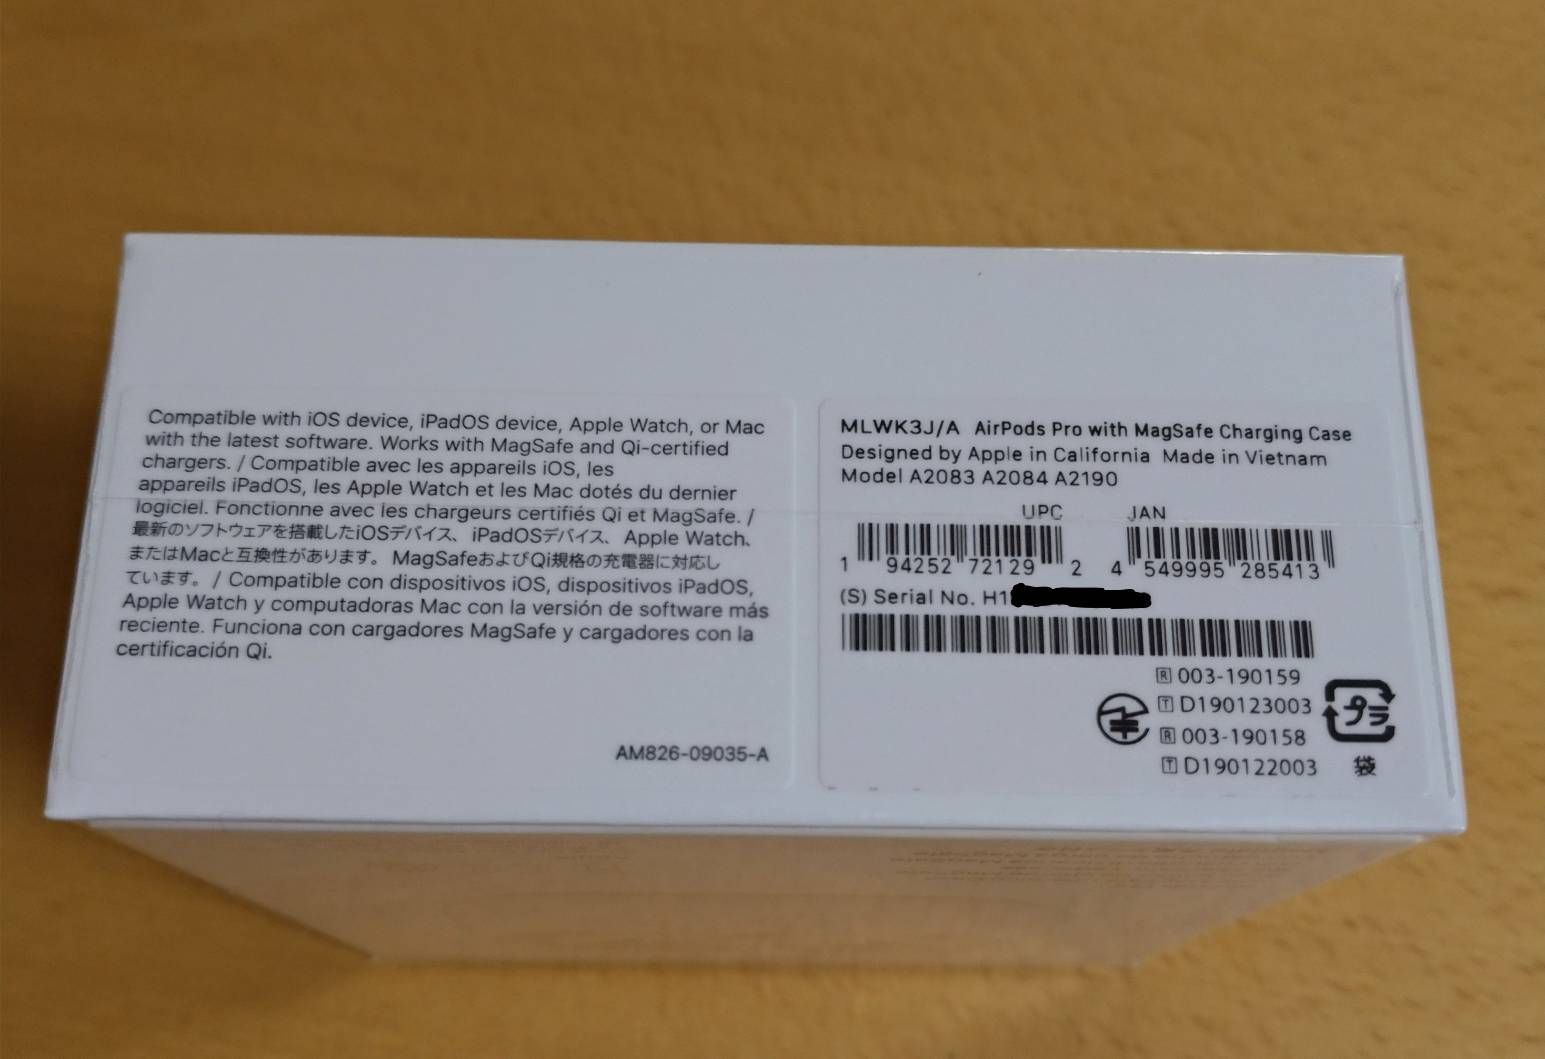 Compatible with iOS device, iPadOS device, Apple Watch, or Mac
with the latest software. Works with MagSafe and Qi-certified
chargers. / Compatible avec les appareils iOS, les
appareils iPadOS, les Apple Watch et les Mac dotés du dernier
logiciel. Fonctionne avec les chargeurs certifiés Qi et MagSafe. /
最新のソフトウェアを搭載したiOSデバイス、iPadOSデバイス、Apple Watch、
またはMacと互換性があります。 MagSafeおよびQi規格の充電器に対応し
ています。 / Compatible con dispositivos iOS, dispositivos iPadOS,
Apple Watch y computadoras Mac con la versión de software más
reciente. Funciona con cargadores MagSafe y cargadores con la
certificación Qi.
AM826-09035-A
MLWK3J/A AirPods Pro with MagSafe Charging Case
Designed by Apple in California Made in Vietnam
Model A2083 A2084 A2190
UPC JAN
1 94252 72129 2 4 549995 285413
(S) Serial No. H1
R 003-190159
T D190123003
R 003-190158
T D190122003
プラ
袋